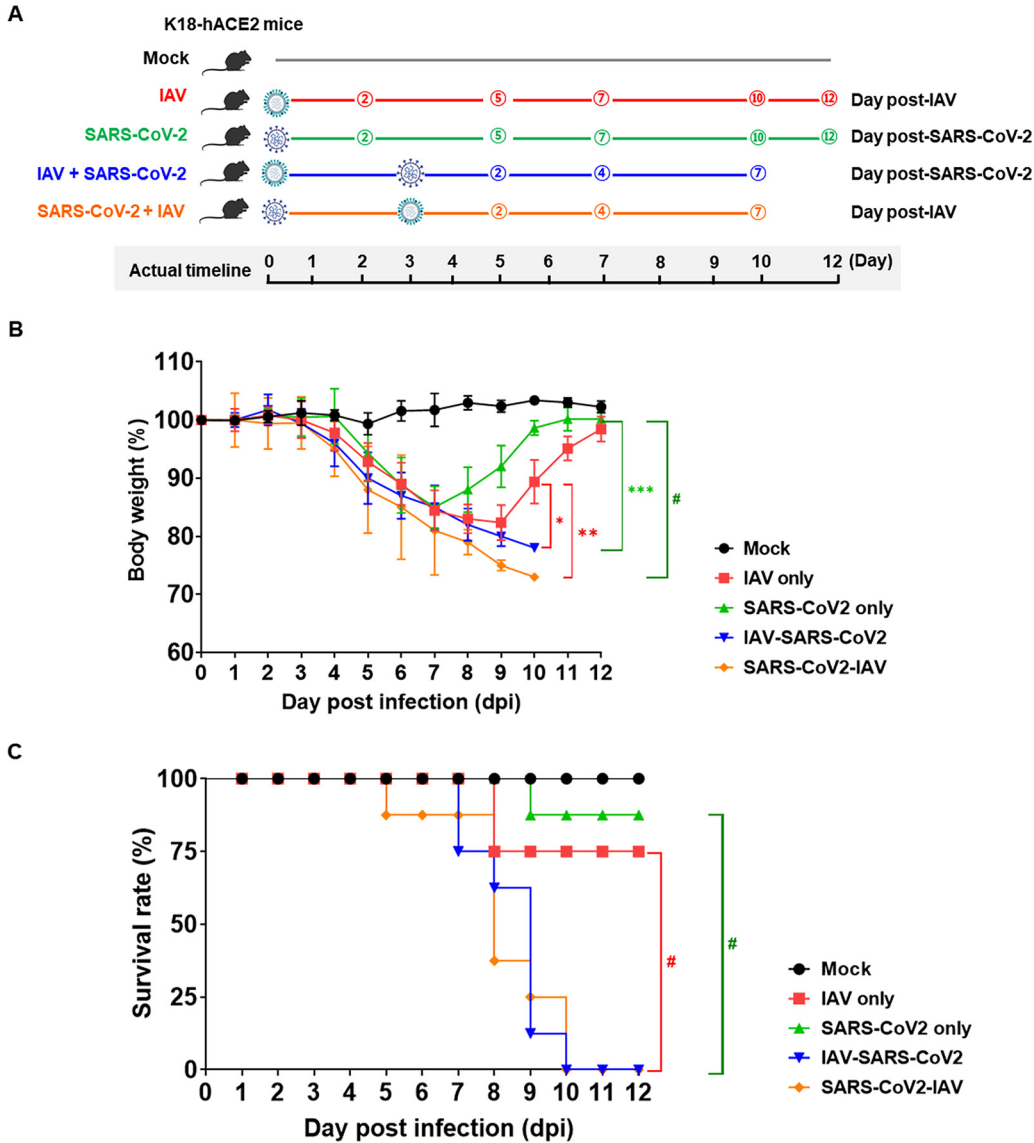 A
K18-hACE2 mice
Mock
IAV ② ⑤ ⑦ ⑩ ⑫ Day post-IAV
SARS-CoV-2 ② ⑤ ⑦ ⑩ ⑫ Day post-SARS-CoV-2
IAV + SARS-CoV-2 ② ④ ⑦ Day post-SARS-CoV-2
SARS-CoV-2 + IAV ② ④ ⑦ Day post-IAV
Actual timeline 0 1 2 3 4 5 6 7 8 9 10 12 (Day)
B
Body weight (%)
110
100
90
80
70
60
0 1 2 3 4 5 6 7 8 9 10 11 12
Day post infection (dpi)
*
**
***
#
Mock
IAV only
SARS-CoV2 only
IAV-SARS-CoV2
SARS-CoV2-IAV
C
Survival rate (%)
100
75
50
25
0
0 1 2 3 4 5 6 7 8 9 10 11 12
Day post infection (dpi)
#
#
Mock
IAV only
SARS-CoV2 only
IAV-SARS-CoV2
SARS-CoV2-IAV